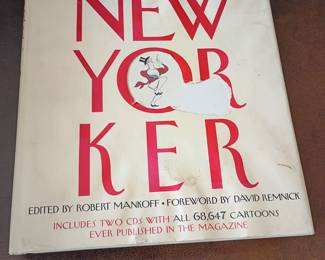 NEW
YOR
KER
EDITED BY ROBERT MANKOFF • FOREWORD BY DAVID REMNICK
INCLUDES TWO CDS WITH ALL 68,647 CARTOONS
EVER PUBLISHED IN THE MAGAZINE